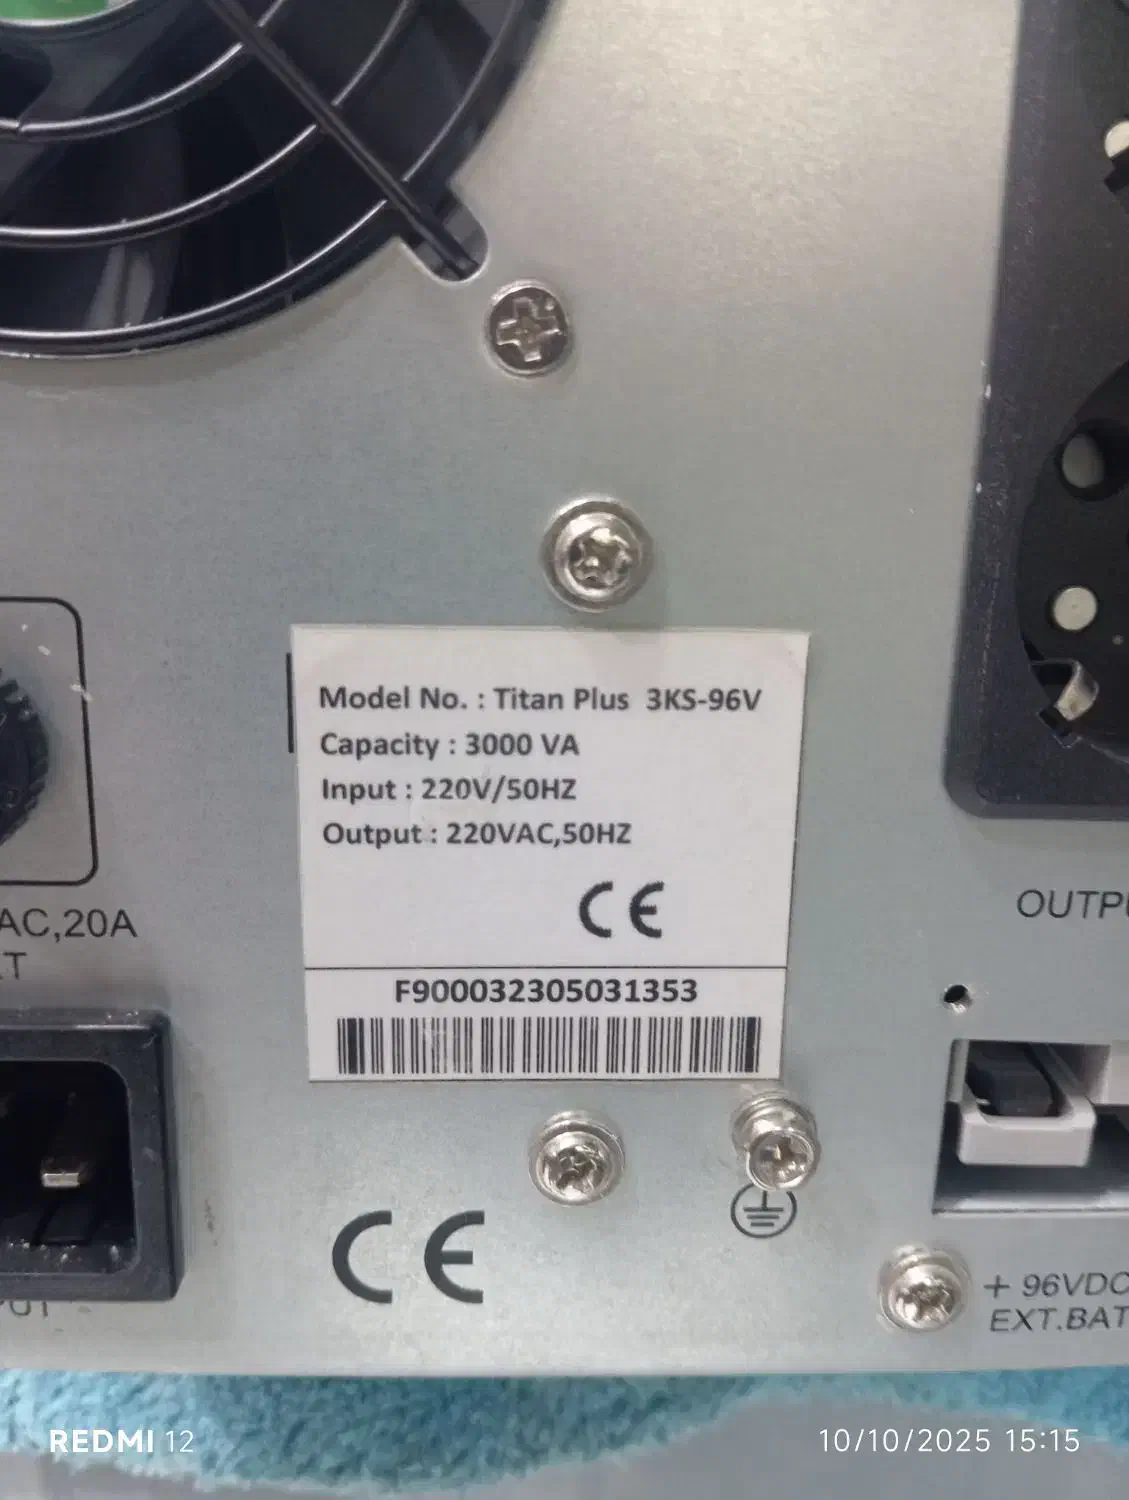 Model No. : Titan Plus 3KS-96V
Capacity : 3000 VA
Input : 220V/50HZ
Output : 220VAC,50HZ
CE
F900032305031353
AC,20A
OUTPU
CE
+ 96VDC
EXT.BAT
REDMI 12
10/10/2025 15:15